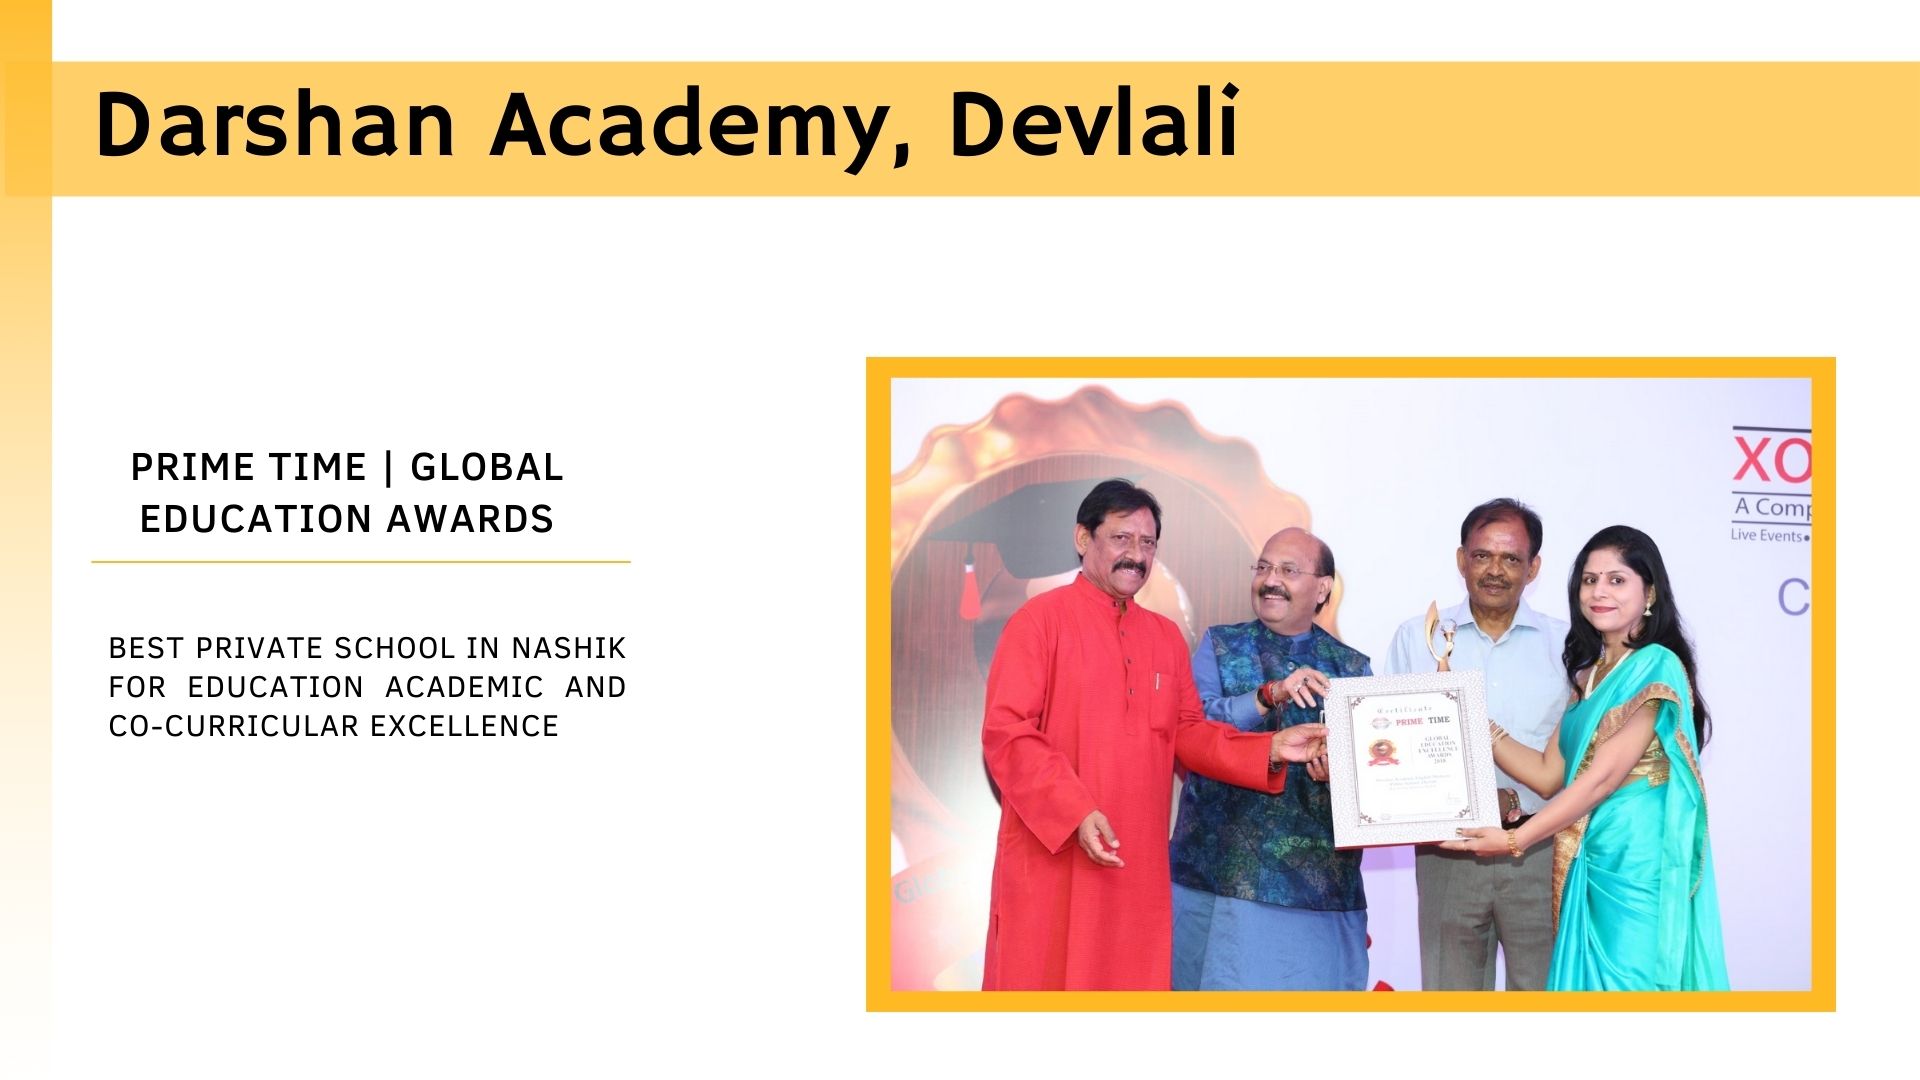 Darshan Academy, Devlali
PRIME TIME | GLOBAL
EDUCATION AWARDS
BEST PRIVATE SCHOOL IN NASHIK
FOR EDUCATION ACADEMIC AND
CO-CURRICULAR EXCELLENCE
XO
A Comp
Live Events•
C
Certificate
PRIME TIME
GLOBAL
EDUCATION
EXCELLENCE
AWARDS
2018